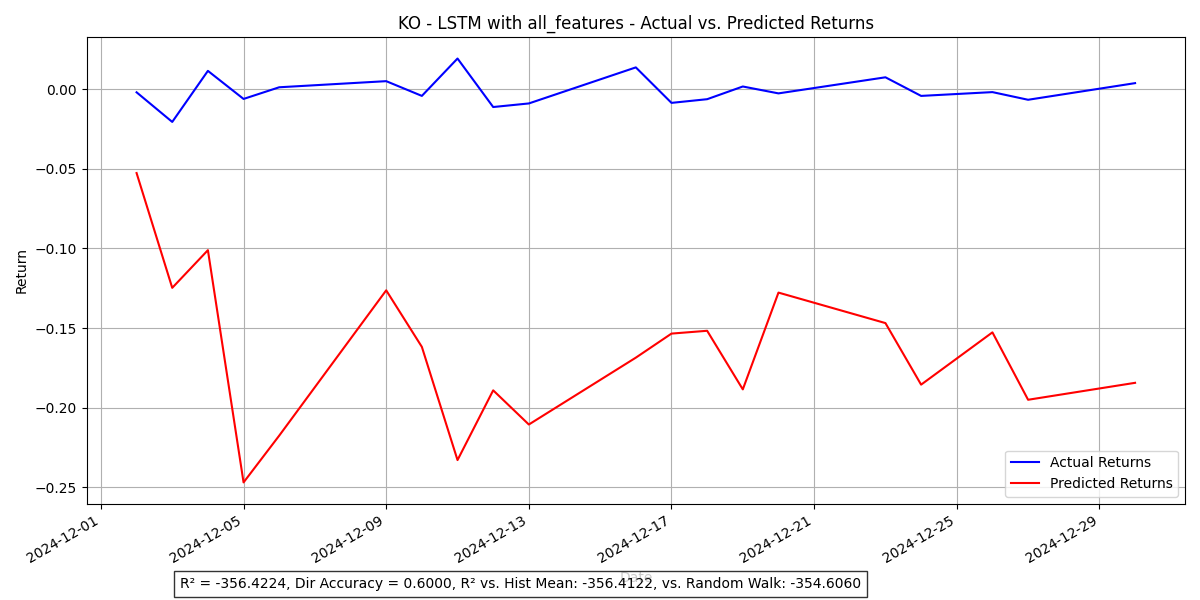 KO - LSTM with all_features - Actual vs. Predicted Returns
0.00
−0.05
−0.10
−0.15
−0.20
−0.25
Return
Actual Returns
Predicted Returns
2024-12-01
2024-12-05
2024-12-09
2024-12-13
2024-12-17
2024-12-21
2024-12-25
2024-12-29
Date
R² = -356.4224, Dir Accuracy = 0.6000, R² vs. Hist Mean: -356.4122, vs. Random Walk: -354.6060